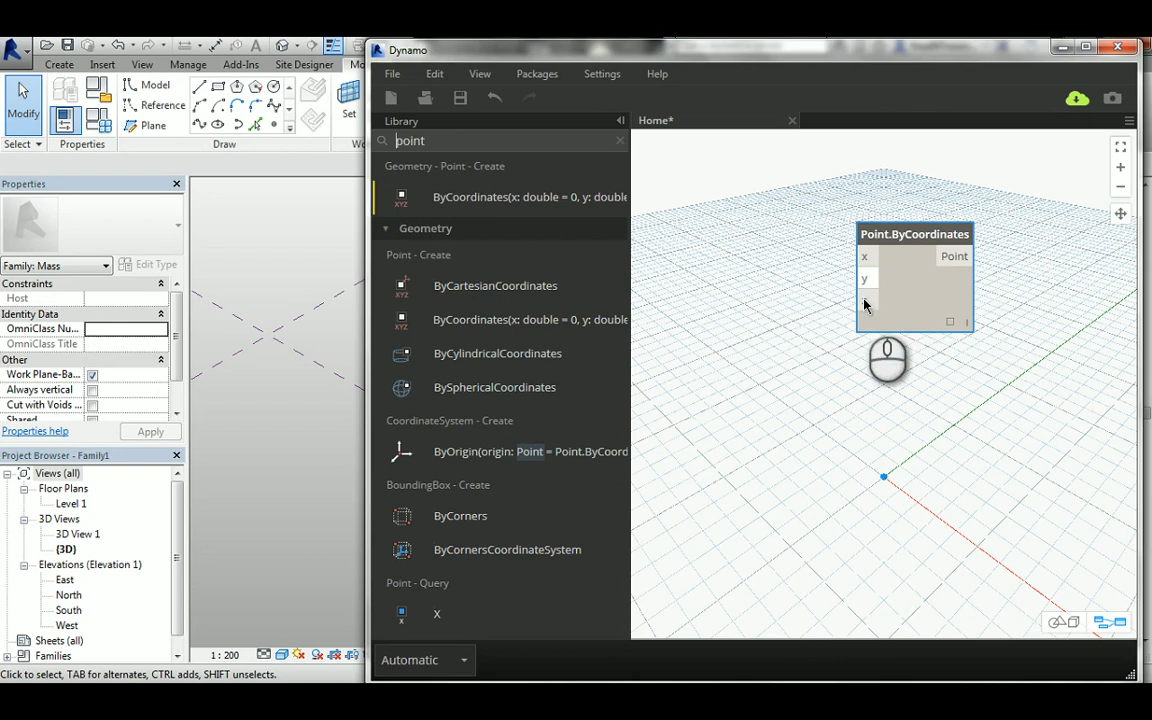 Dynamo
Create
Insert
View
Manage
Add-Ins
Site Designer
Mo
Modify
Select
Properties
Model
Reference
Plane
Draw
Set
Wo
Properties
Family: Mass
Edit Type
Constraints
Host
Identity Data
OmniClass Nu...
OmniClass Title
Other
Work Plane-Ba...
Always vertical
Cut with Voids ...
Shared
Properties help
Apply
Project Browser - Family1
Views (all)
Floor Plans
Level 1
3D Views
3D View 1
(3D)
Elevations (Elevation 1)
East
North
South
West
Sheets (all)
Families
1 : 200
Click to select, TAB for alternates, CTRL adds, SHIFT unselects.
File
Edit
View
Packages
Settings
Help
Library
point
Geometry - Point - Create
XYZ
ByCoordinates(x: double = 0, y: double
Geometry
Point - Create
XYZ
ByCartesianCoordinates
XYZ
ByCoordinates(x: double = 0, y: double
ByCylindricalCoordinates
BySphericalCoordinates
CoordinateSystem - Create
ByOrigin(origin: Point = Point.ByCoord
BoundingBox - Create
ByCorners
ByCornersCoordinateSystem
Point - Query
x
X
Automatic
Home*
Point.ByCoordinates
x
Point
y